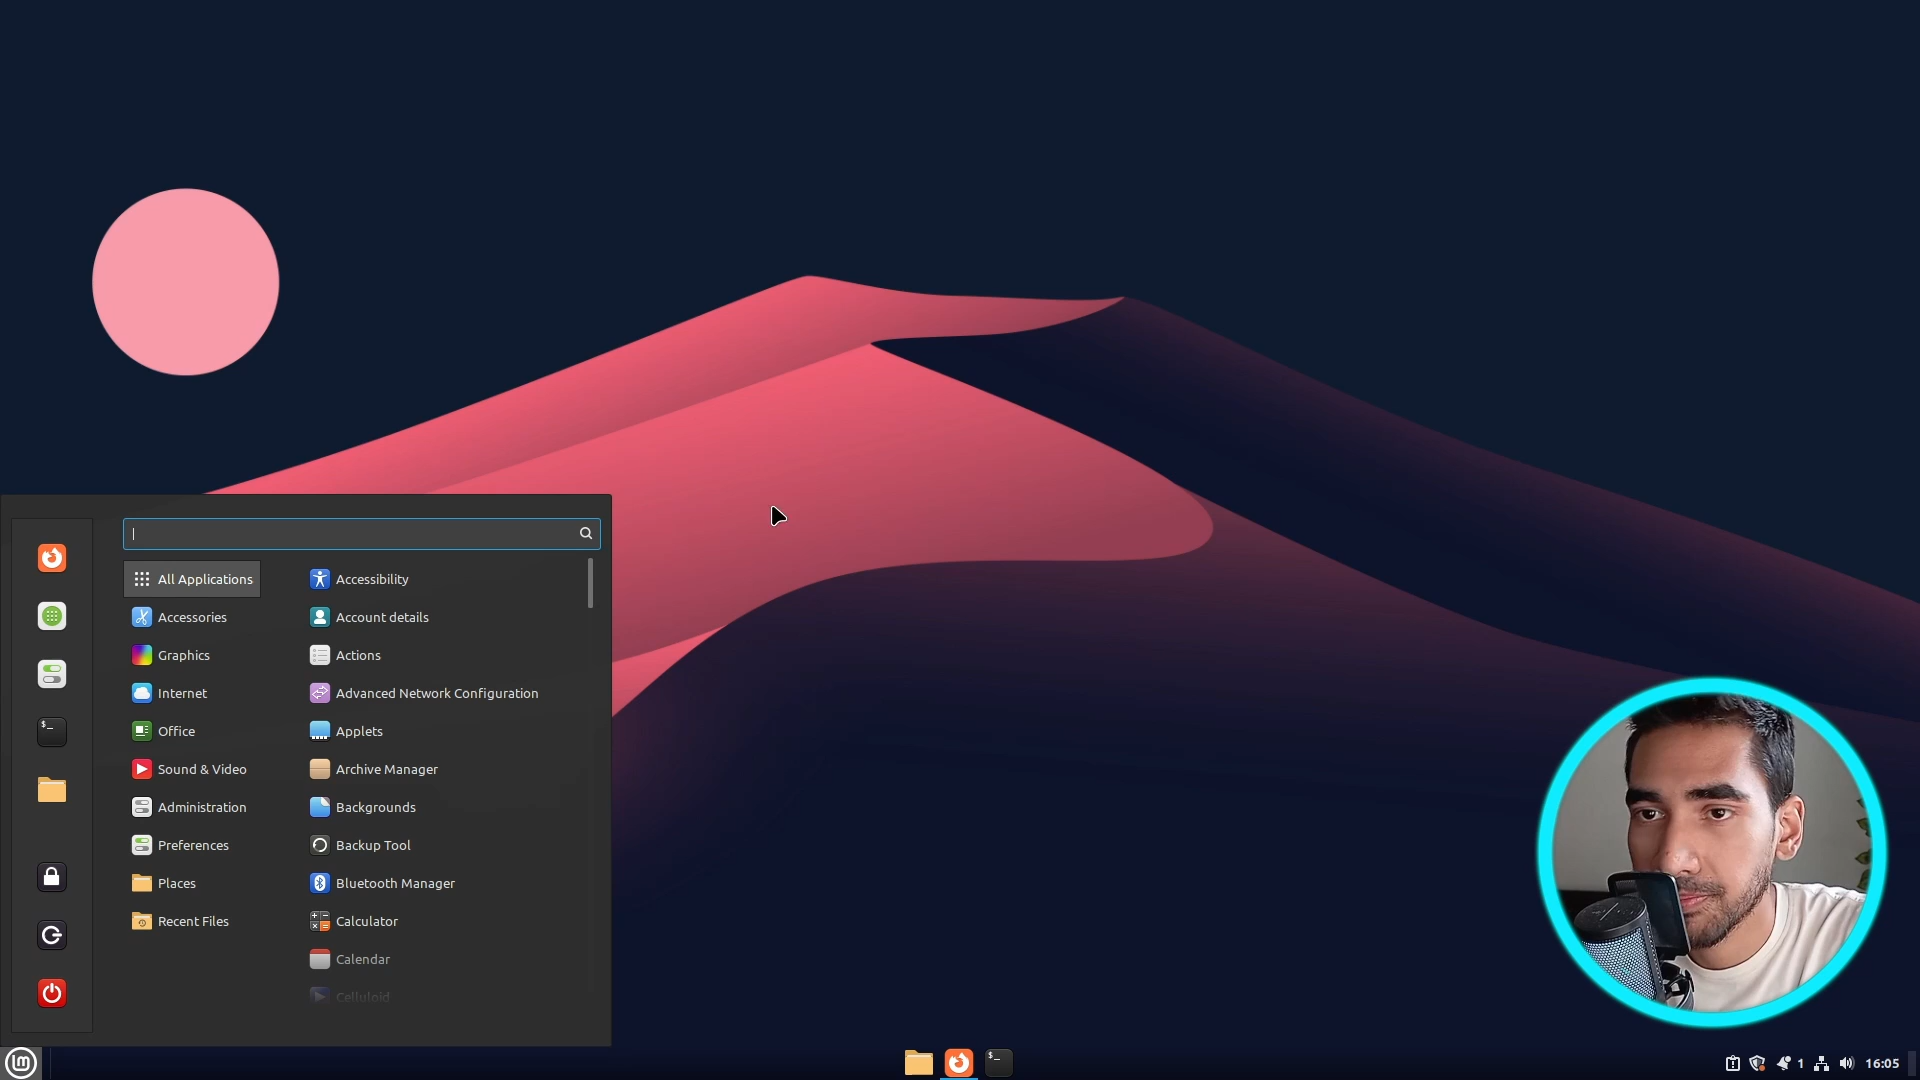 All Applications
Accessories
Graphics
Internet
Office
Sound & Video
Administration
Preferences
Places
Recent Files
Accessibility
Account details
Actions
Advanced Network Configuration
Applets
Archive Manager
Backgrounds
Backup Tool
Bluetooth Manager
Calculator
Calendar
Celluloid
1
16:05